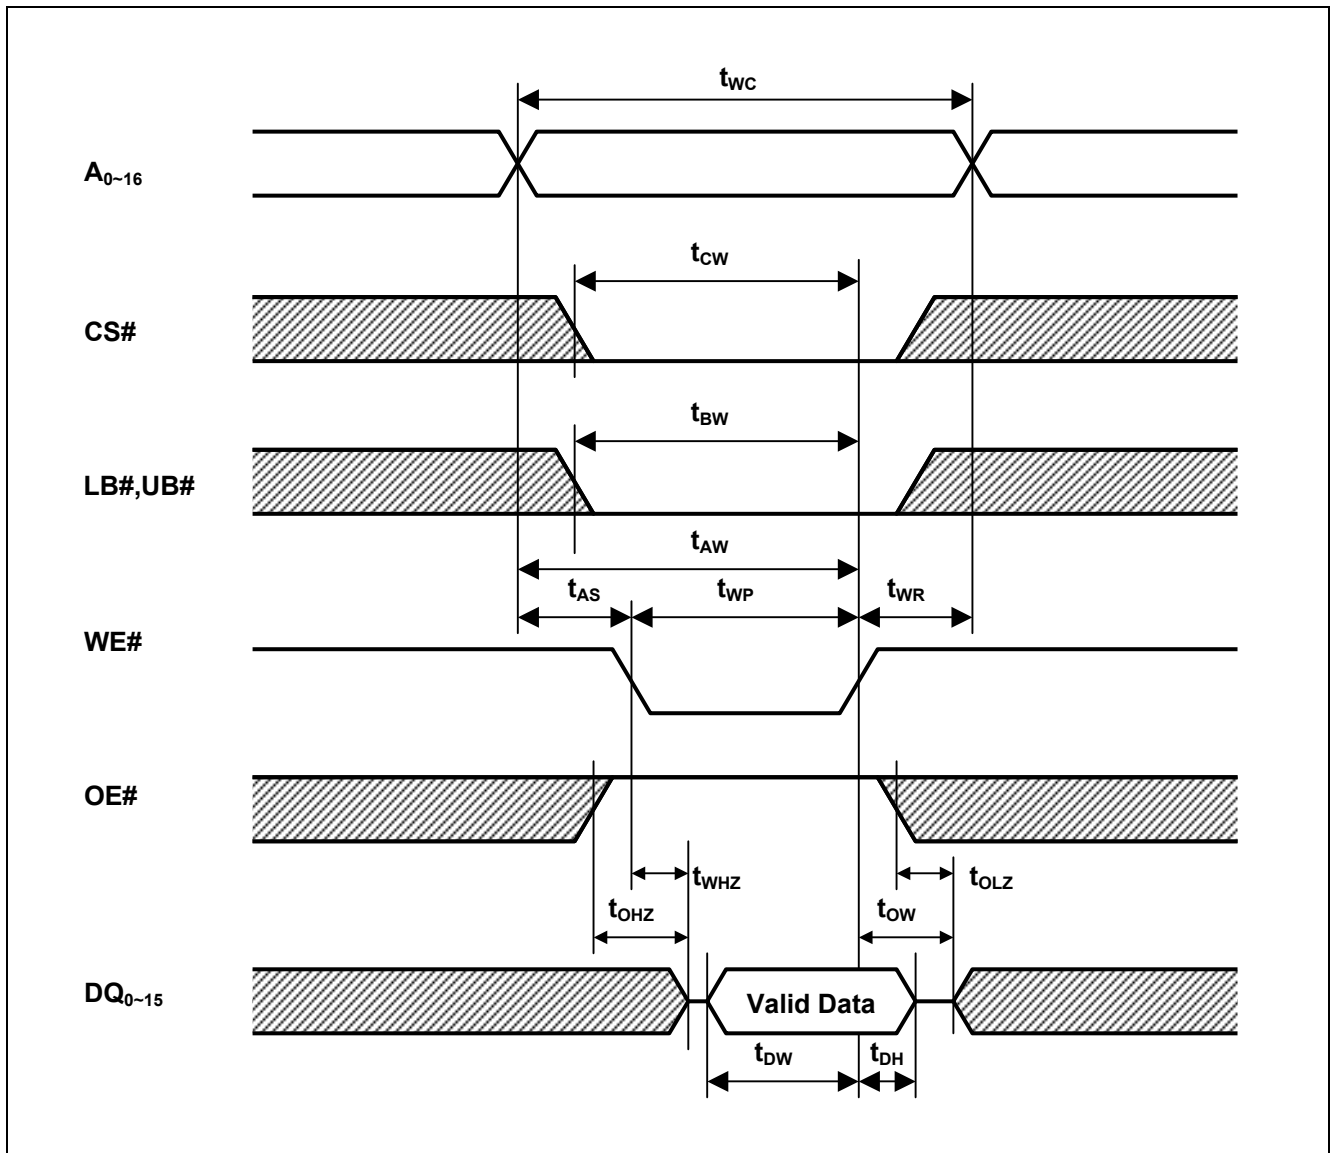 tWC
A0~16
tCW
CS#
tBW
LB#,UB#
tAW
tAS tWP tWR
WE#
OE#
tWHZ tOLZ
tOHZ tOW
DQ0~15
Valid Data
tDW tDH